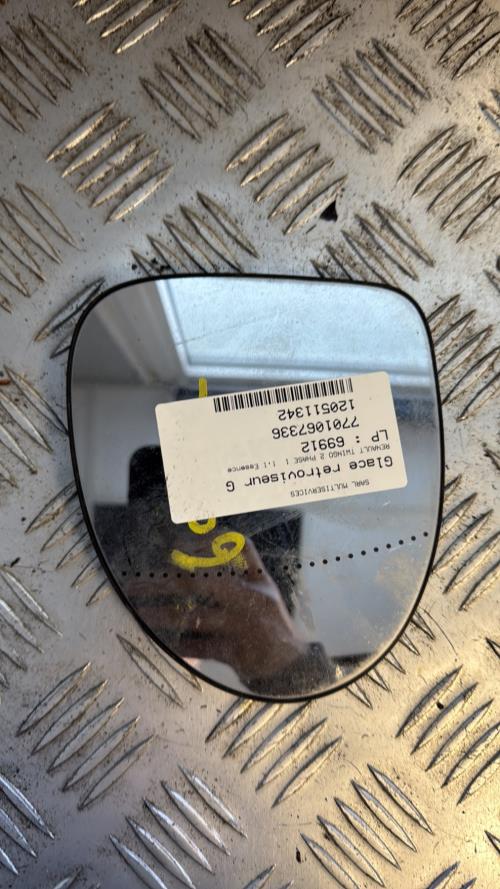 SARL MULTISERVICES
Glace retroviseur G
RENAULT TWINGO 2 PHASE 1 1.1 Essence
LP : 69912
7701067336
120511342